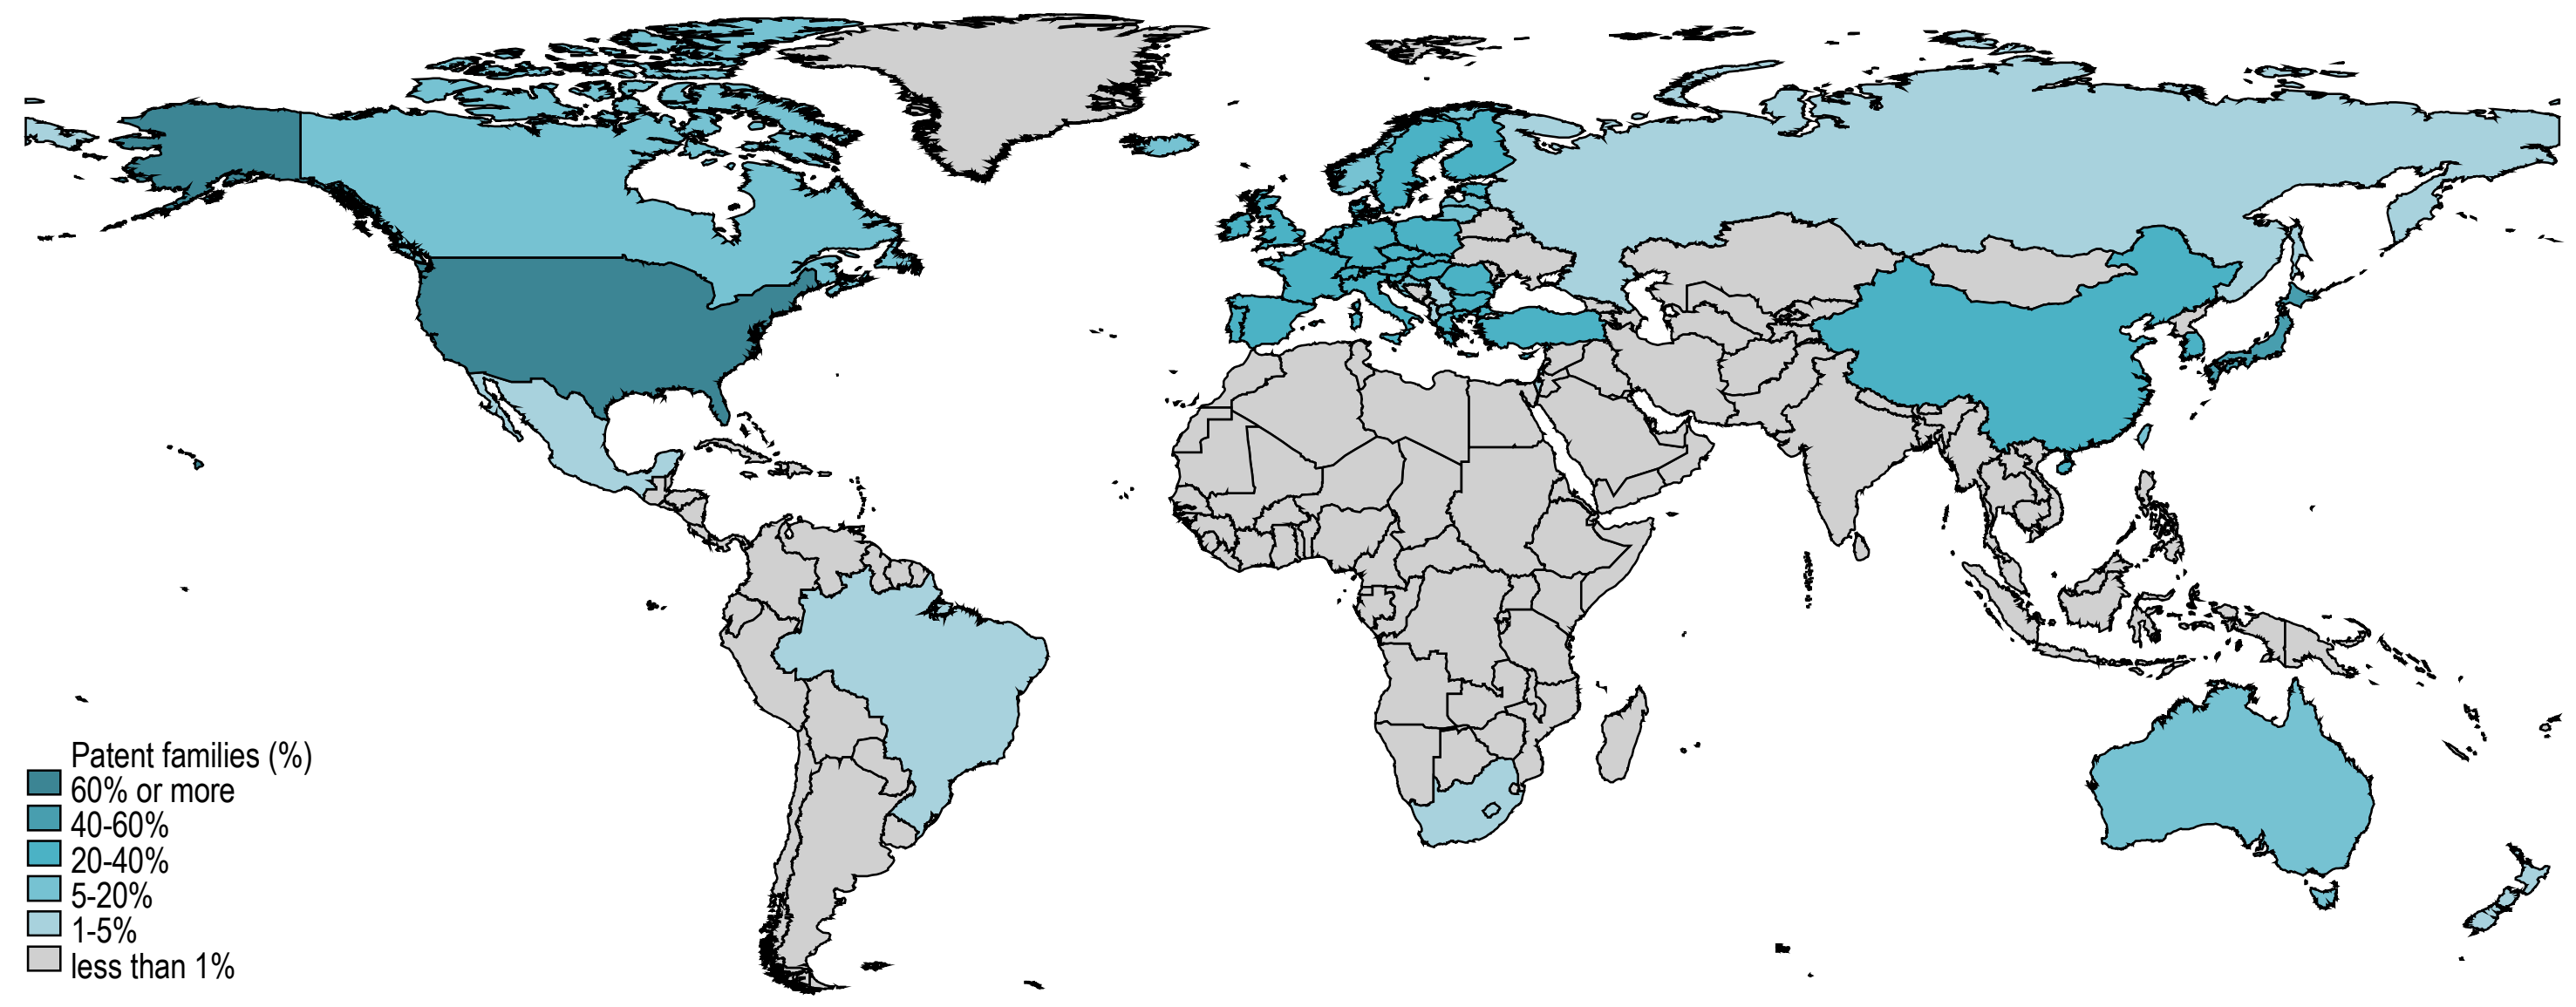 Patent families (%)
60% or more
40-60%
20-40%
5-20%
1-5%
less than 1%